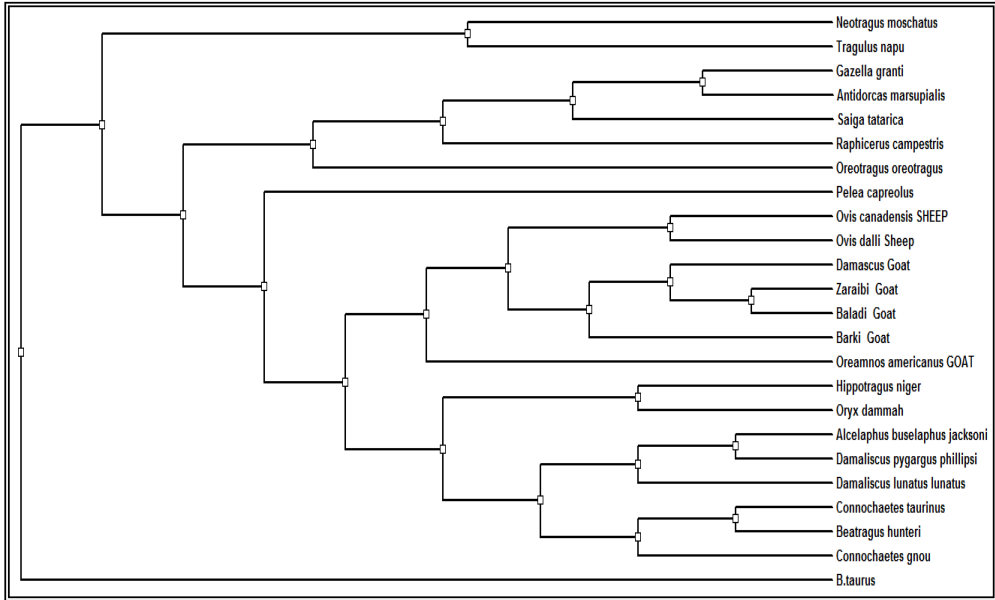 Neotragus moschatus
Tragulus napu
Gazella granti
Antidorcas marsupialis
Saiga tatarica
Raphicerus campestris
Oreotragus oreotragus
Pelea capreolus
Ovis canadensis SHEEP
Ovis dalli Sheep
Damascus Goat
Zaraibi Goat
Baladi Goat
Barki Goat
Oreamnos americanus GOAT
Hippotragus niger
Oryx dammah
Alcelaphus buselaphus jacksoni
Damaliscus pygargus phillipsi
Damaliscus lunatus lunatus
Connochaetes taurinus
Beatragus hunteri
Connochaetes gnou
B.taurus